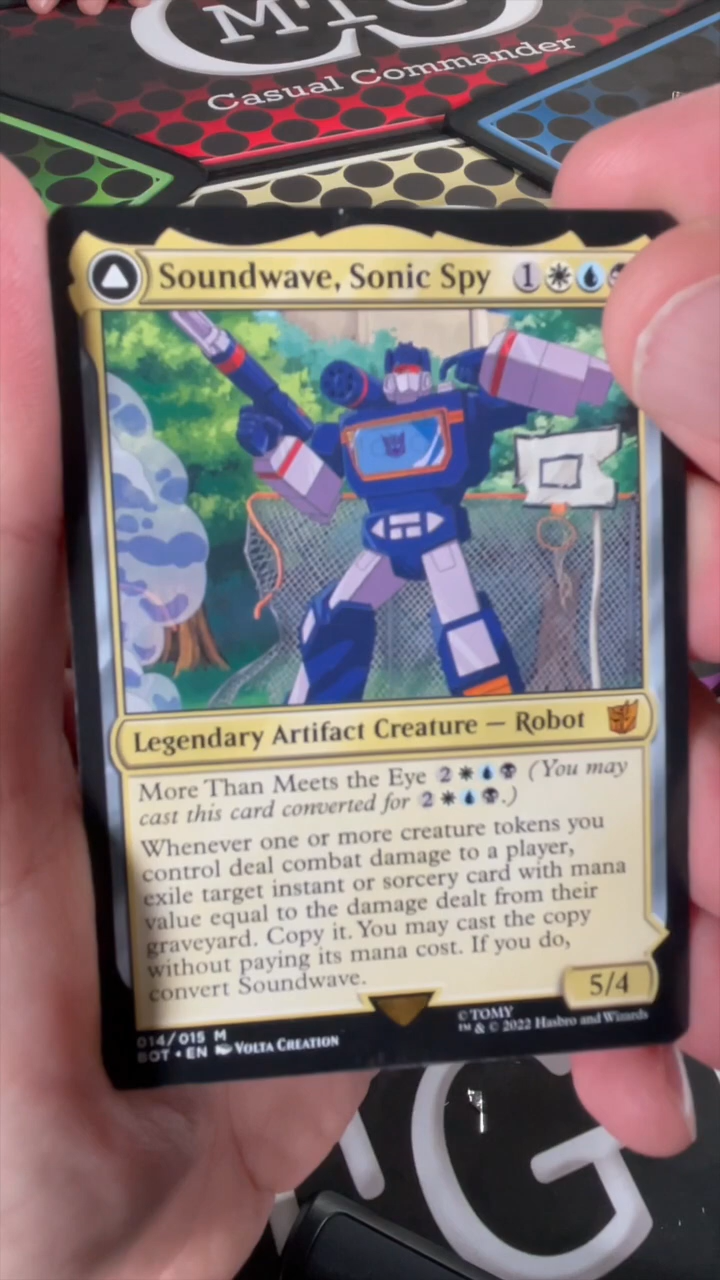 MTG
Casual Commander
Soundwave, Sonic Spy 1
Legendary Artifact Creature — Robot
More Than Meets the Eye 2 (You may
cast this card converted for 2 .)
Whenever one or more creature tokens you
control deal combat damage to a player,
exile target instant or sorcery card with mana
value equal to the damage dealt from their
graveyard. Copy it. You may cast the copy
without paying its mana cost. If you do,
convert Soundwave.
5/4
014/015 M
BOT • EN VOLTA CREATION
© TOMY
™ & © 2022 Hasbro and Wizards
G